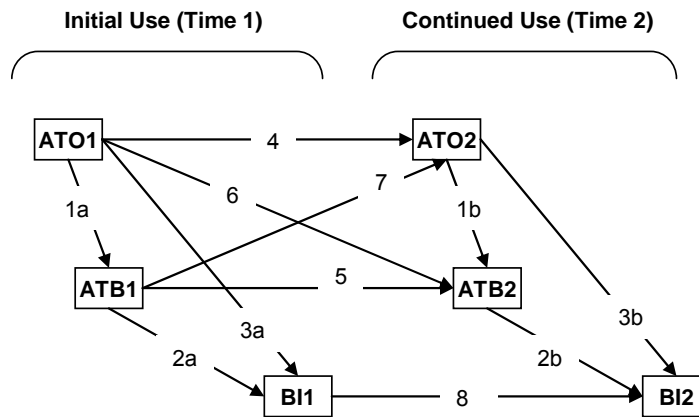 Initial Use (Time 1)
Continued Use (Time 2)
ATO1
4
ATO2
7
6
1a
1b
ATB1
5
ATB2
3a
3b
2a
2b
BI1
8
BI2